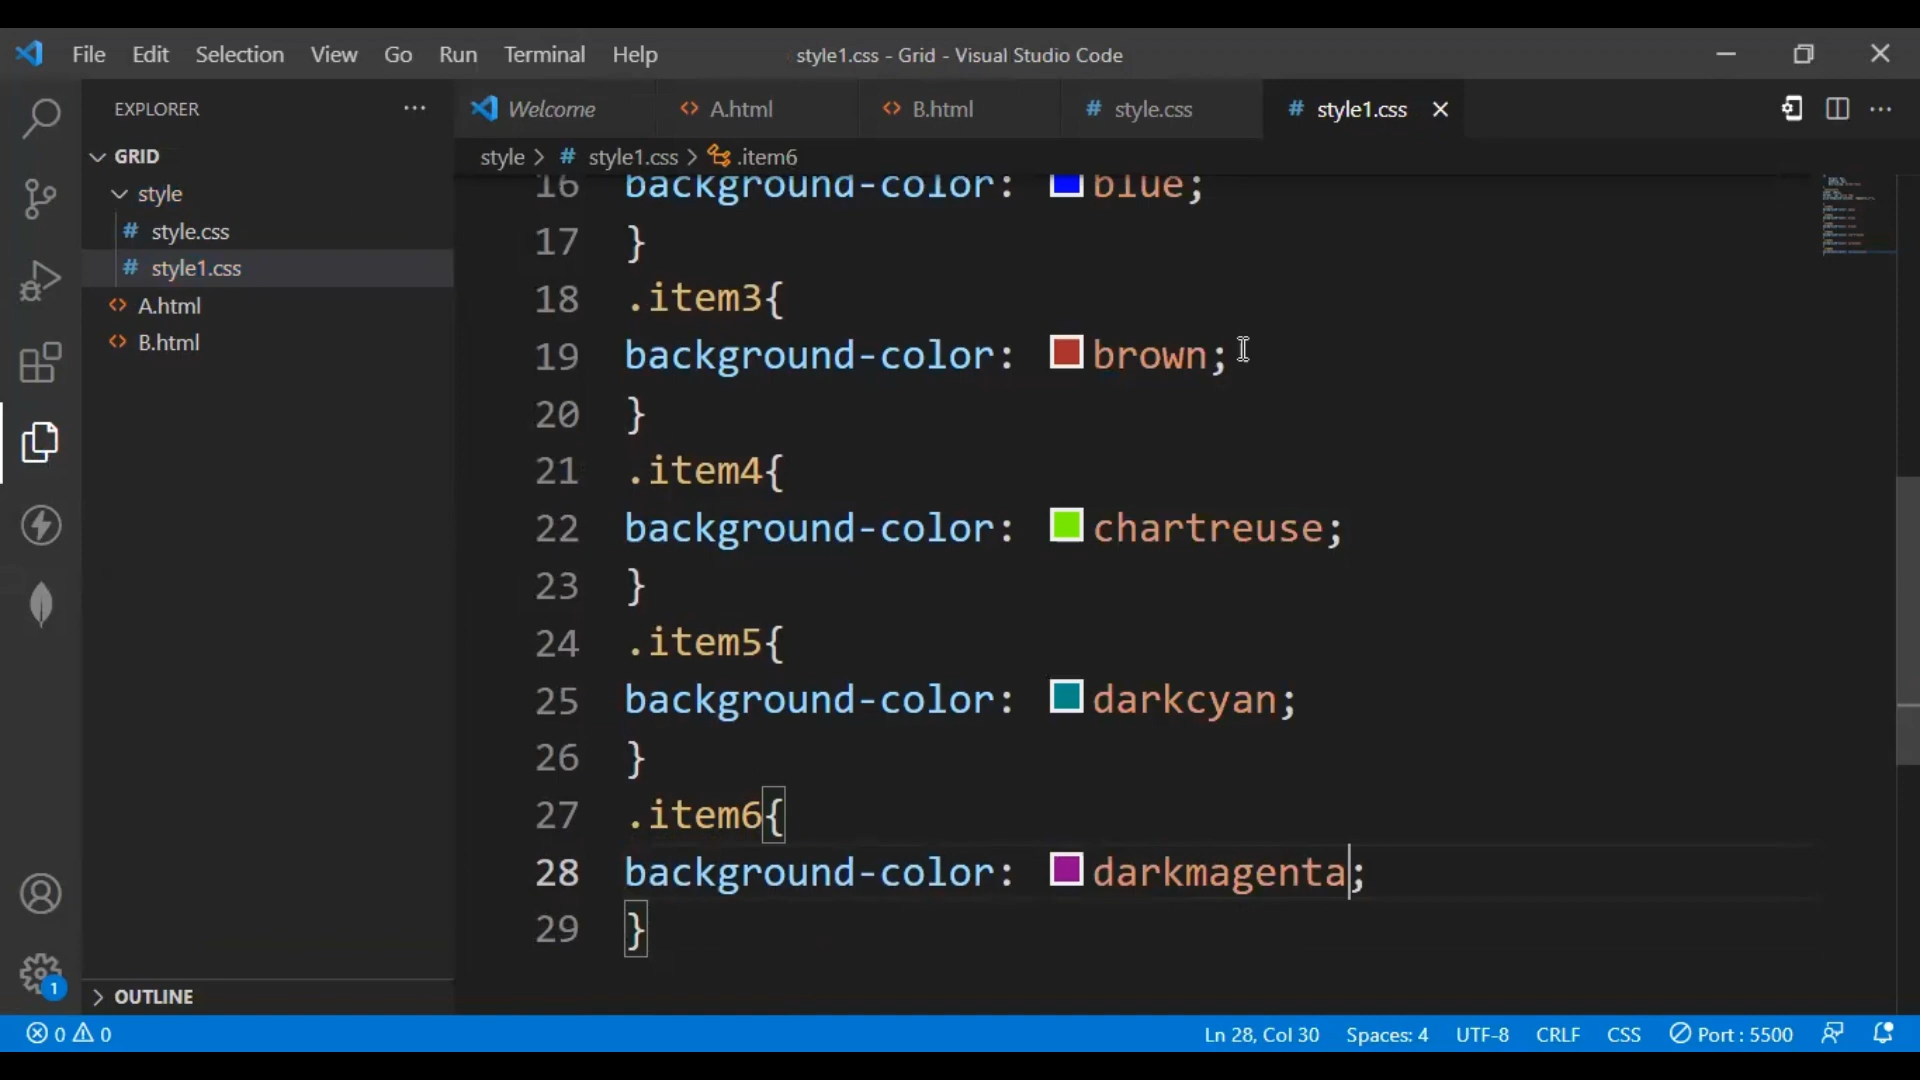 File Edit Selection View Go Run Terminal Help style1.css - Grid - Visual Studio Code
EXPLORER ··· Welcome A.html B.html style.css style1.css
GRID
style > # style1.css > .item6
style
# style.css
# style1.css
A.html
B.html
16 background-color: blue;
17 }
18 .item3{
19 background-color: brown;
20 }
21 .item4{
22 background-color: chartreuse;
23 }
24 .item5{
25 background-color: darkcyan;
26 }
27 .item6{
28 background-color: darkmagenta;
29 }
1
OUTLINE
0 0 Ln 28, Col 30 Spaces: 4 UTF-8 CRLF CSS Port : 5500